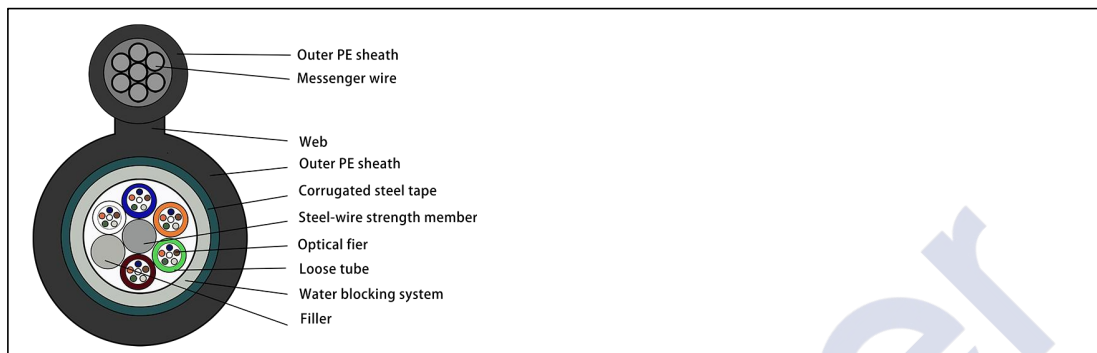 Outer PE sheath
Messenger wire
Web
Outer PE sheath
Corrugated steel tape
Steel-wire strength member
Optical fier
Loose tube
Water blocking system
Filler
er